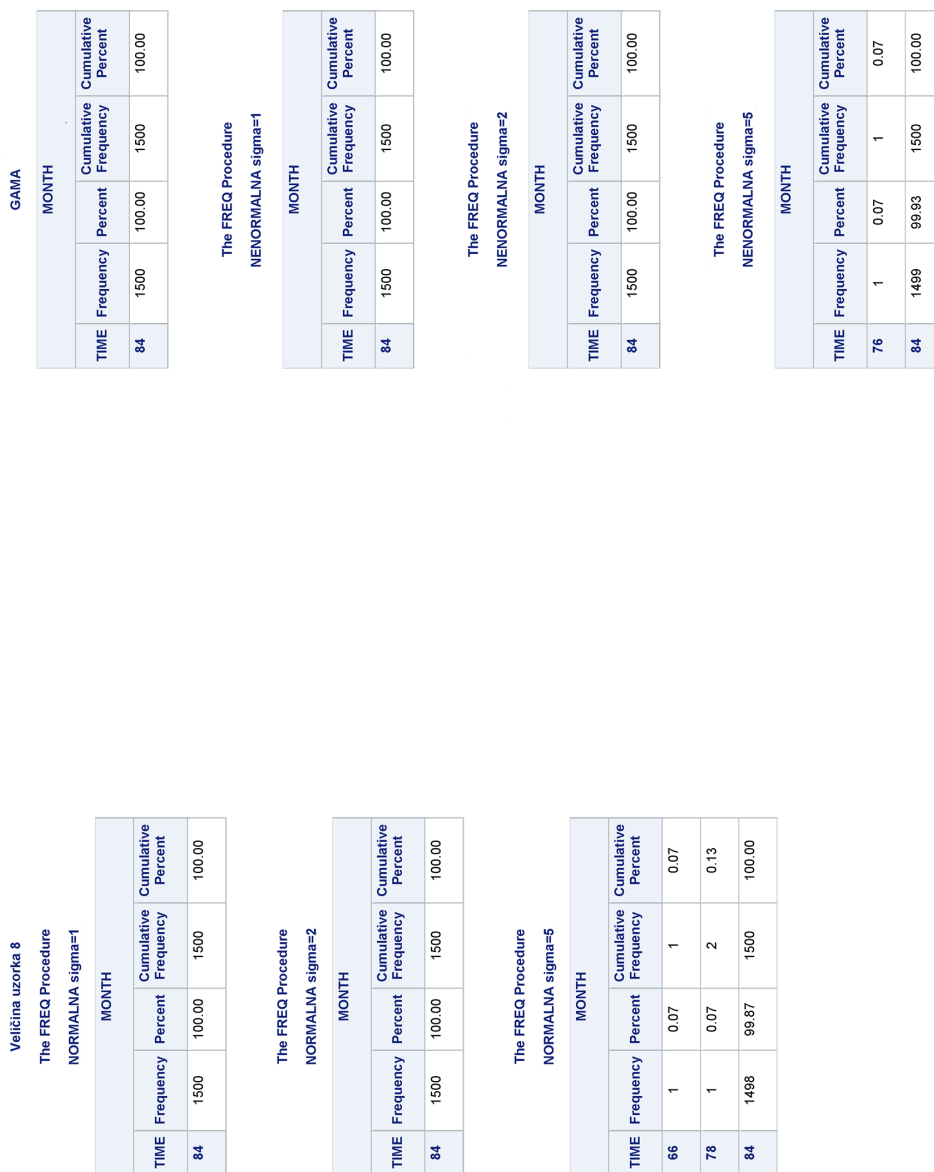 Veličina uzorka 8
The FREQ Procedure
NORMALNA sigma=1
MONTH
TIME Frequency Percent Cumulative Frequency Cumulative Percent
84 1500 100.00 1500 100.00
The FREQ Procedure
NORMALNA sigma=2
MONTH
TIME Frequency Percent Cumulative Frequency Cumulative Percent
84 1500 100.00 1500 100.00
The FREQ Procedure
NORMALNA sigma=5
MONTH
TIME Frequency Percent Cumulative Frequency Cumulative Percent
66 1 0.07 1 0.07
78 1 0.07 2 0.13
84 1498 99.87 1500 100.00
GAMA
MONTH
TIME Frequency Percent Cumulative Frequency Cumulative Percent
84 1500 100.00 1500 100.00
The FREQ Procedure
NENORMALNA sigma=1
MONTH
TIME Frequency Percent Cumulative Frequency Cumulative Percent
84 1500 100.00 1500 100.00
The FREQ Procedure
NENORMALNA sigma=2
MONTH
TIME Frequency Percent Cumulative Frequency Cumulative Percent
84 1500 100.00 1500 100.00
The FREQ Procedure
NENORMALNA sigma=5
MONTH
TIME Frequency Percent Cumulative Frequency Cumulative Percent
76 1 0.07 1 0.07
84 1499 99.93 1500 100.00